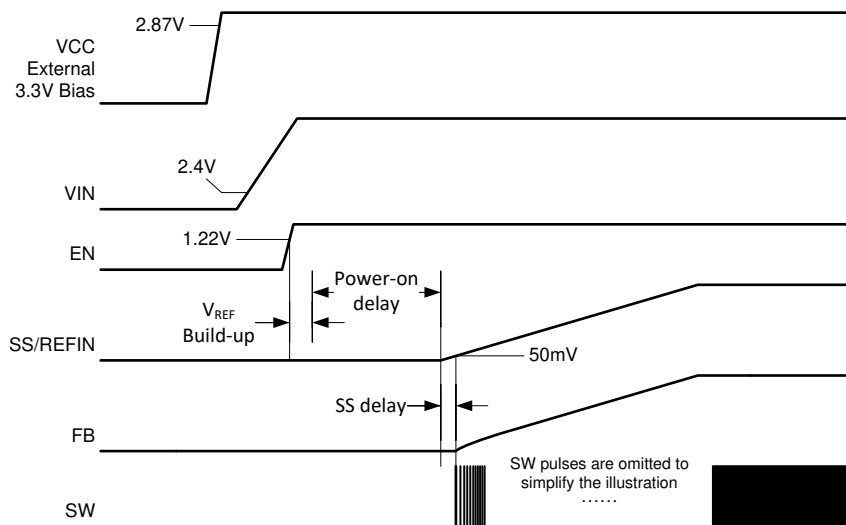 2.87V
VCC
External
3.3V Bias
2.4V
VIN
1.22V
EN
Power-on
delay
VREF
Build-up
SS/REFIN
50mV
SS delay
FB
SW pulses are omitted to
simplify the illustration
......
SW